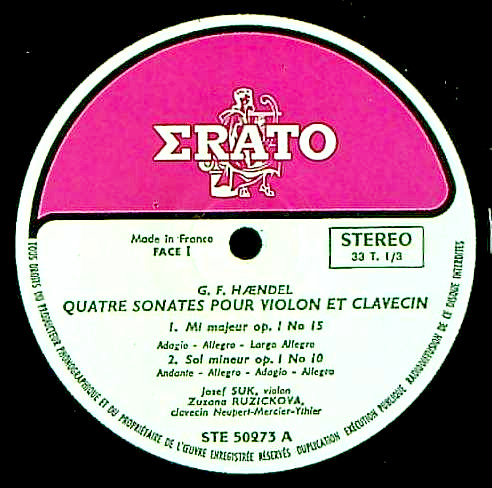 ΣRATO
Made in France
FACE I
STEREO
33 T. 1/3
G. F. HÆNDEL
QUATRE SONATES POUR VIOLON ET CLAVECIN
1. Mi majeur op. 1 No 15
Adagio - Allegro - Largo Allegro
2. Sol mineur op. 1 No 10
Andante - Allegro - Adagio - Allegro
Josef SUK, violon
Zuzana RUZICKOVA,
clavecin Neupert-Mercier-Ythier
STE 50273 A
TOUS DROITS DU PRODUCTEUR PHONOGRAPHIQUE ET DU PROPRIÉTAIRE DE L'ŒUVRE ENREGISTRÉE RÉSERVÉS DUPLICATION EXÉCUTION PUBLIQUE RADIODIFFUSION DE CE DISQUE INTERDITES